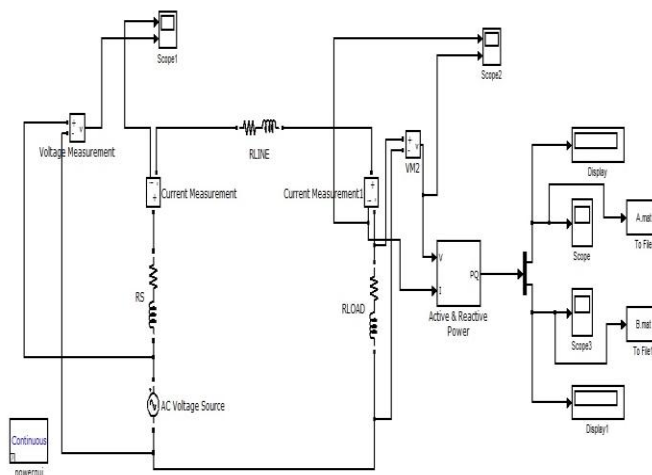 Scope1
Scope2
+
-
v
Voltage Measurement
RLINE
+
-
v
VM2
Display
Current Measurement
Current Measurement1
A.mat
To File
Scope
V
I
PQ
Active & Reactive
Power
RS
RLOAD
Scope3
B.mat
To File1
AC Voltage Source
Display1
Continuous
powergui